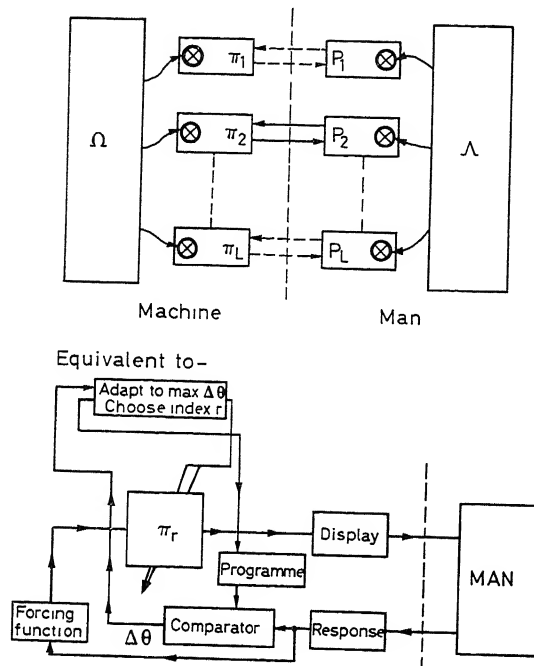 Ω
π1
P1
π2
P2
πL
PL
Λ
Machine
Man
Equivalent to-
Adapt to max Δθ
Choose index r
πr
Display
Programme
MAN
Forcing
function
Δθ
Comparator
Response